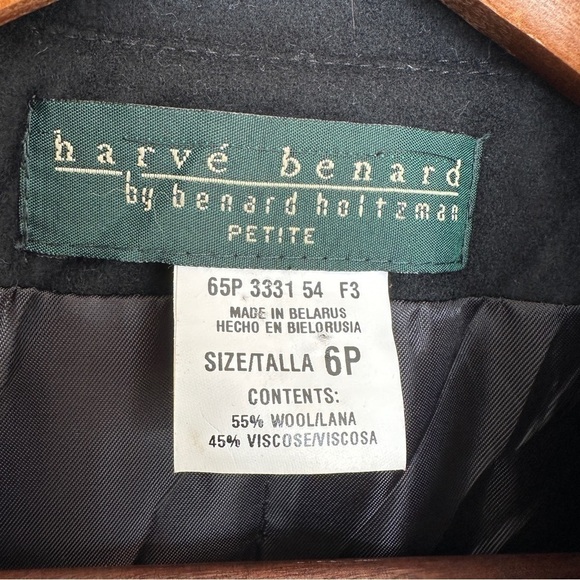 harvé benard
by benard holtzman
PETITE
65P 3331 54 F3
MADE IN BELARUS
HECHO EN BIELORUSIA
SIZE/TALLA 6P
CONTENTS:
55% WOOL/LANA
45% VISCOSE/VISCOSA